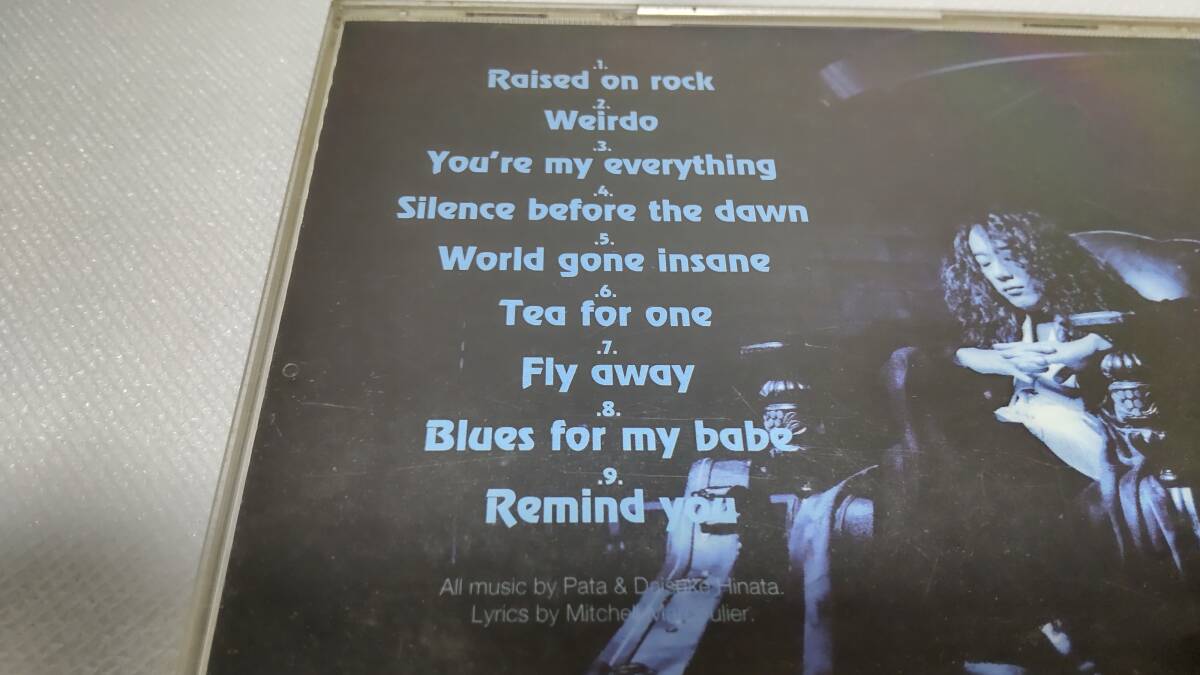 .1.
Raised on rock
.2.
Weirdo
.3.
You're my everything
.4.
Silence before the dawn
.5.
World gone insane
.6.
Tea for one
.7.
Fly away
.8.
Blues for my babe
.9.
Remind you
All music by Pata & Daisuke Hinata.
Lyrics by Mitchell